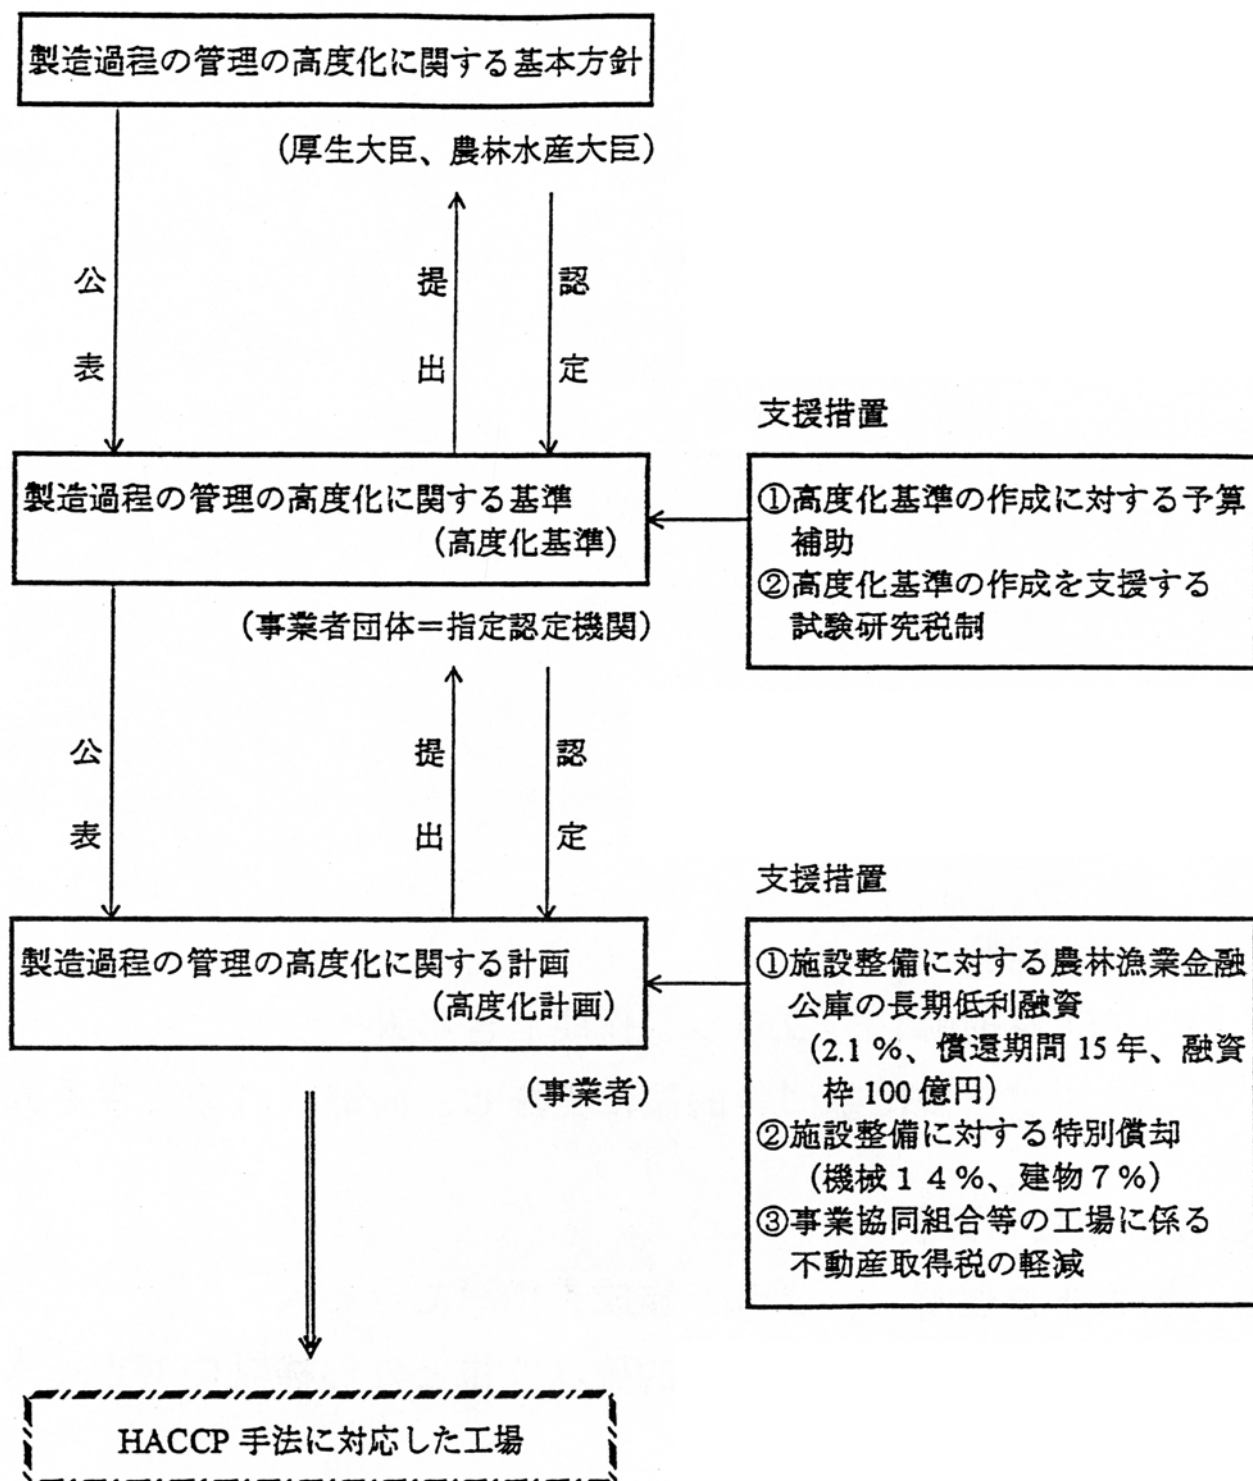 製造過程の管理の高度化に関する基本方針
（厚生大臣、農林水産大臣）
公表
提出
認定
支援措置
製造過程の管理の高度化に関する基準
（高度化基準）
①高度化基準の作成に対する予算
補助
②高度化基準の作成を支援する
試験研究税制
（事業者団体＝指定認定機関）
公表
提出
認定
支援措置
製造過程の管理の高度化に関する計画
（高度化計画）
（事業者）
①施設整備に対する農林漁業金融
公庫の長期低利融資
（2.1％、償還期間15年、融資
枠100億円）
②施設整備に対する特別償却
（機械１４％、建物７％）
③事業協同組合等の工場に係る
不動産取得税の軽減
HACCP手法に対応した工場